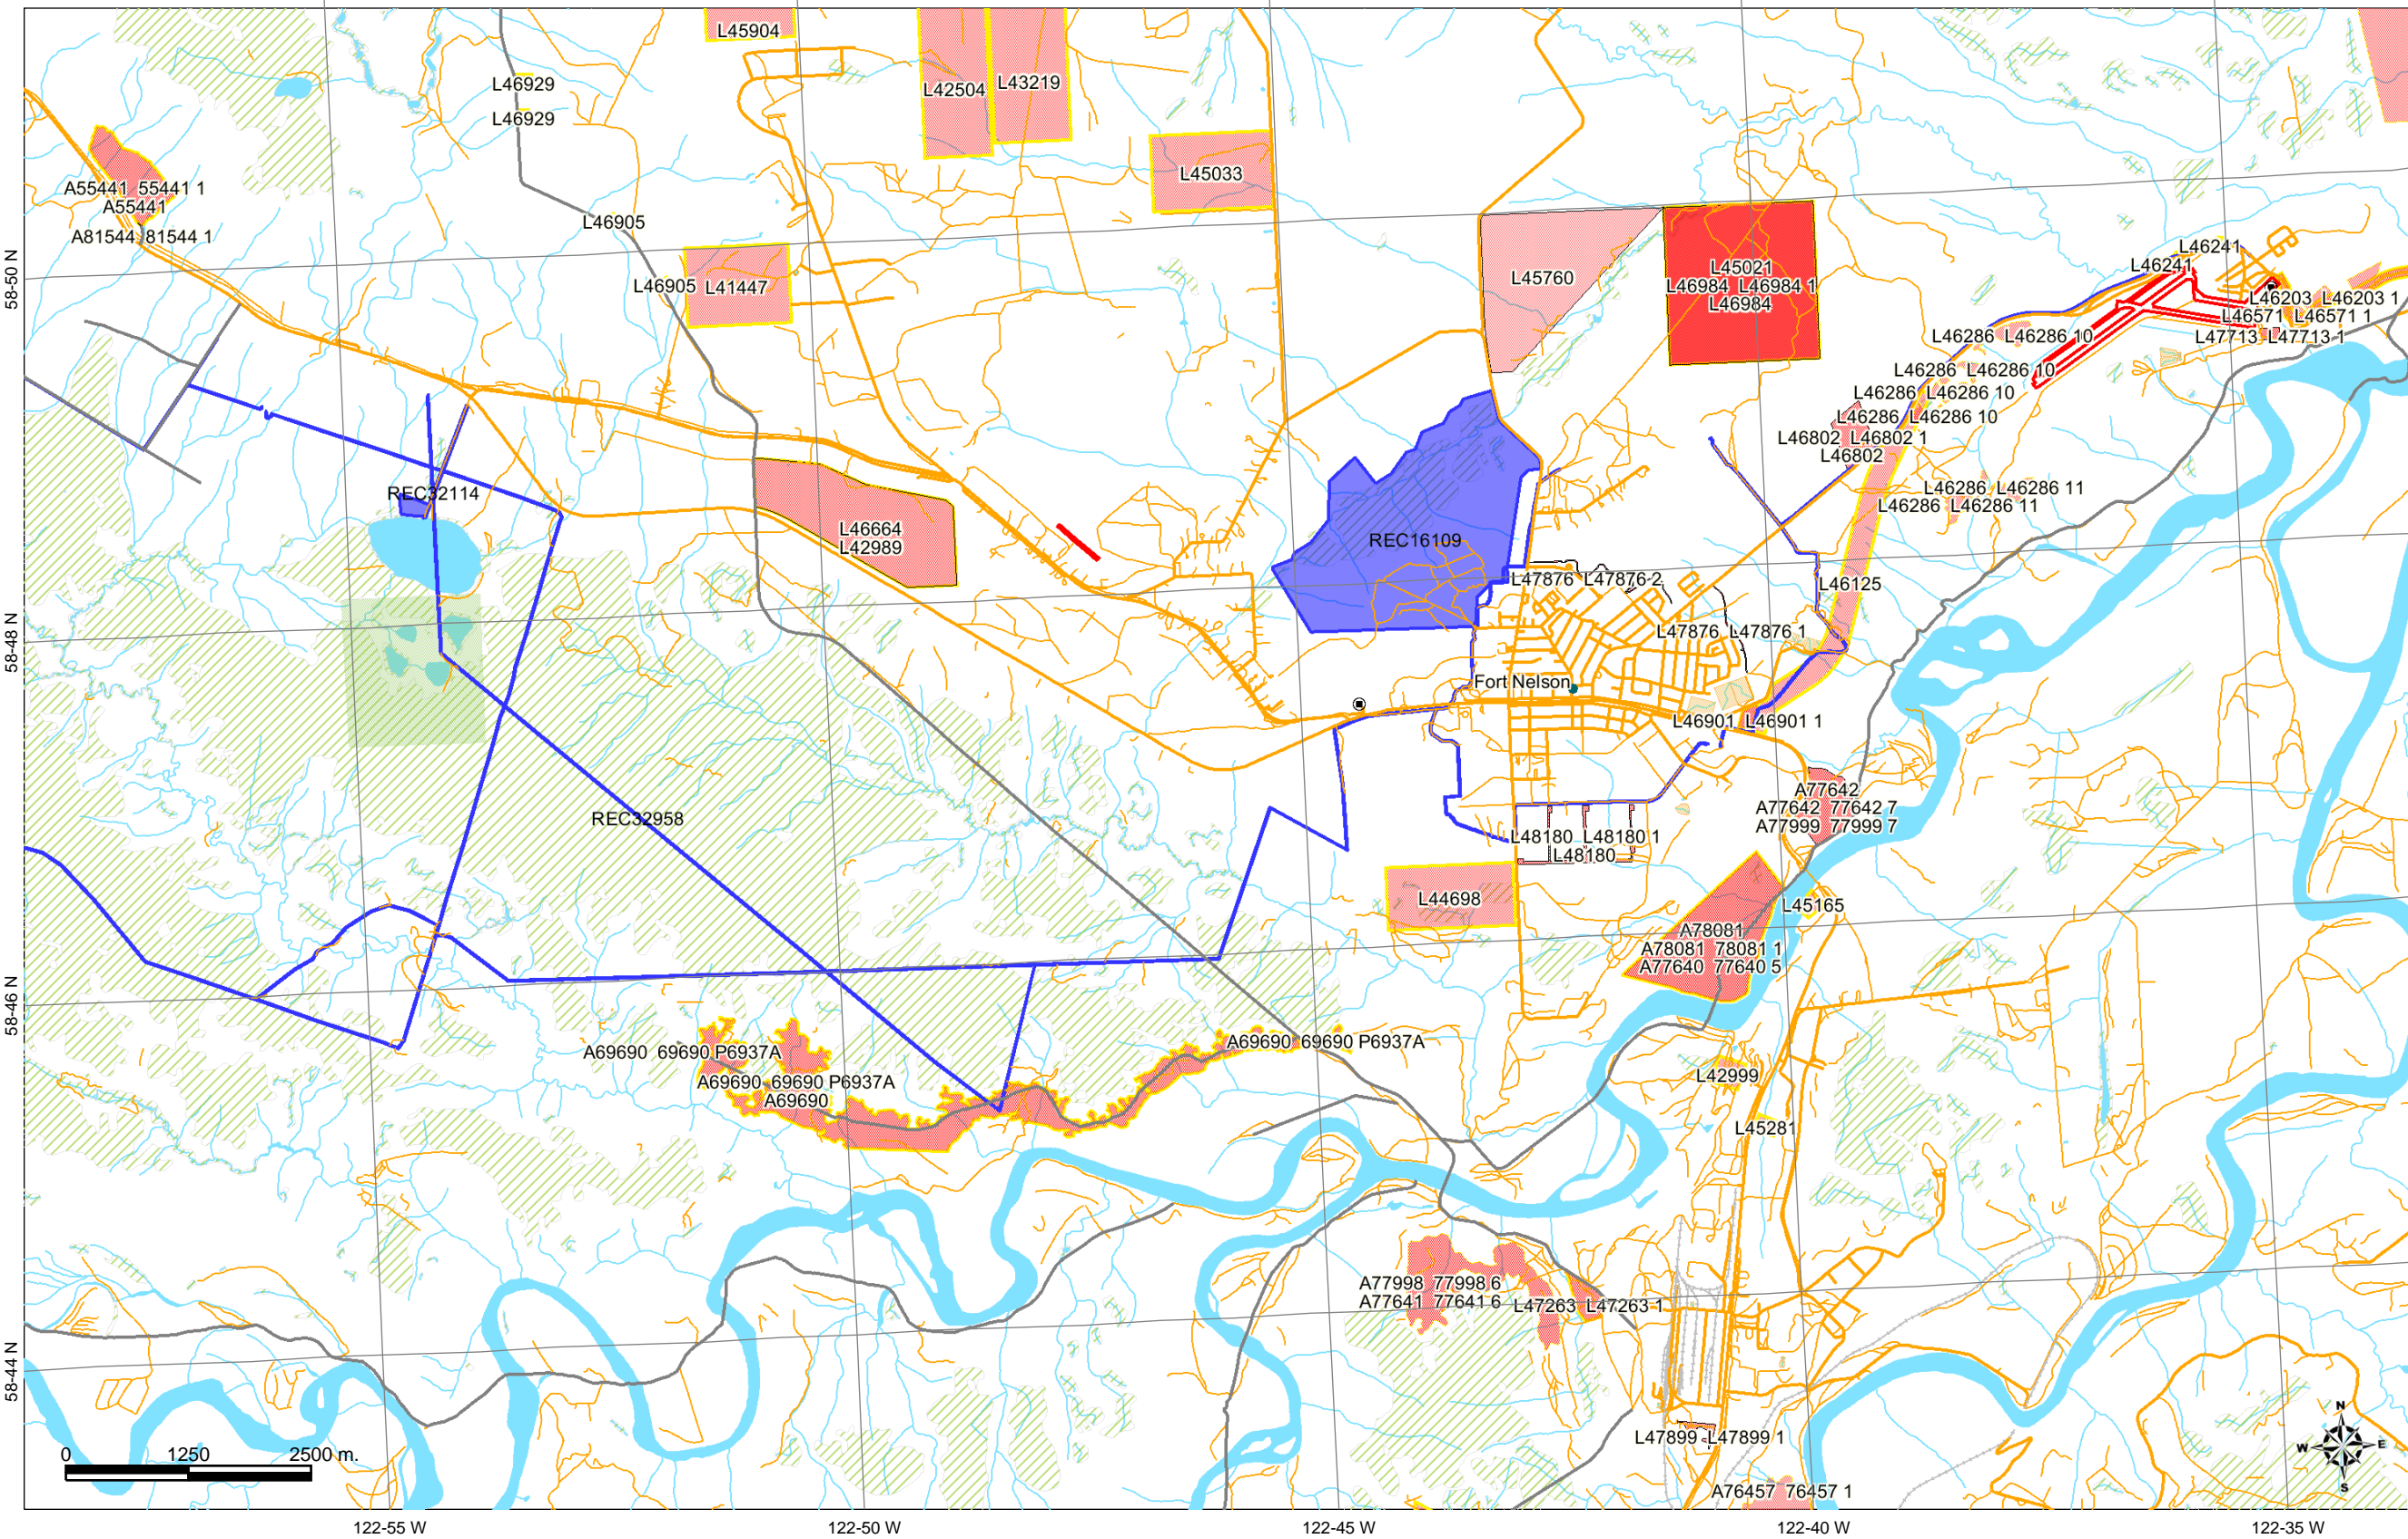 L45904
L46929
L42504
L43219
L46929
L45033
A55441 55441 1
A55441
L46905
A81544 81544 1
L46241
L46241
58-50 N
L46905
L41447
L45760
L45021
L46984 L46984 1
L46984
L46203 L46203 1
L46571 L46571 1
L47713 L47713 1
L46286 L46286 10
L46286 L46286 10
L46286 L46286 10
L46286 L46286 10
L46802 L46802 1
L46802
REC32114
L46286 L46286 11
L46286 L46286 11
L46664
L42989
REC16109
L47876 L47876 2
L46125
58-48 N
L47876 L47876 1
Fort Nelson
L46901 L46901 1
A77642
A77642 77642 7
A77999 77999 7
REC32958
L48180 L48180 1
L48180
L44698
L45165
A78081
A78081 78081 1
A77640 77640 5
58-46 N
A69690 69690 P6937A
A69690 69690 P6937A
A69690 69690 P6937A
A69690
L42999
L45281
A77998 77998 6
A77641 77641 6
L47263 L47263 1
58-44 N
L47899 L47899 1
0 1250 2500 m.
N
W E
S
A76457 76457 1
122-55 W
122-50 W
122-45 W
122-40 W
122-35 W